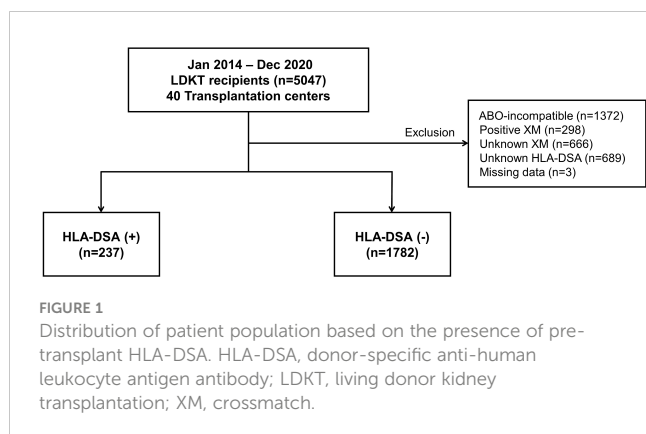 Jan 2014 – Dec 2020
LDKT recipients (n=5047)
40 Transplantation centers
Exclusion
ABO-incompatible (n=1372)
Positive XM (n=298)
Unknown XM (n=666)
Unknown HLA-DSA (n=689)
Missing data (n=3)
HLA-DSA (+)
(n=237)
HLA-DSA (-)
(n=1782)
FIGURE 1
Distribution of patient population based on the presence of pre-
transplant HLA-DSA. HLA-DSA, donor-specific anti-human
leukocyte antigen antibody; LDKT, living donor kidney
transplantation; XM, crossmatch.